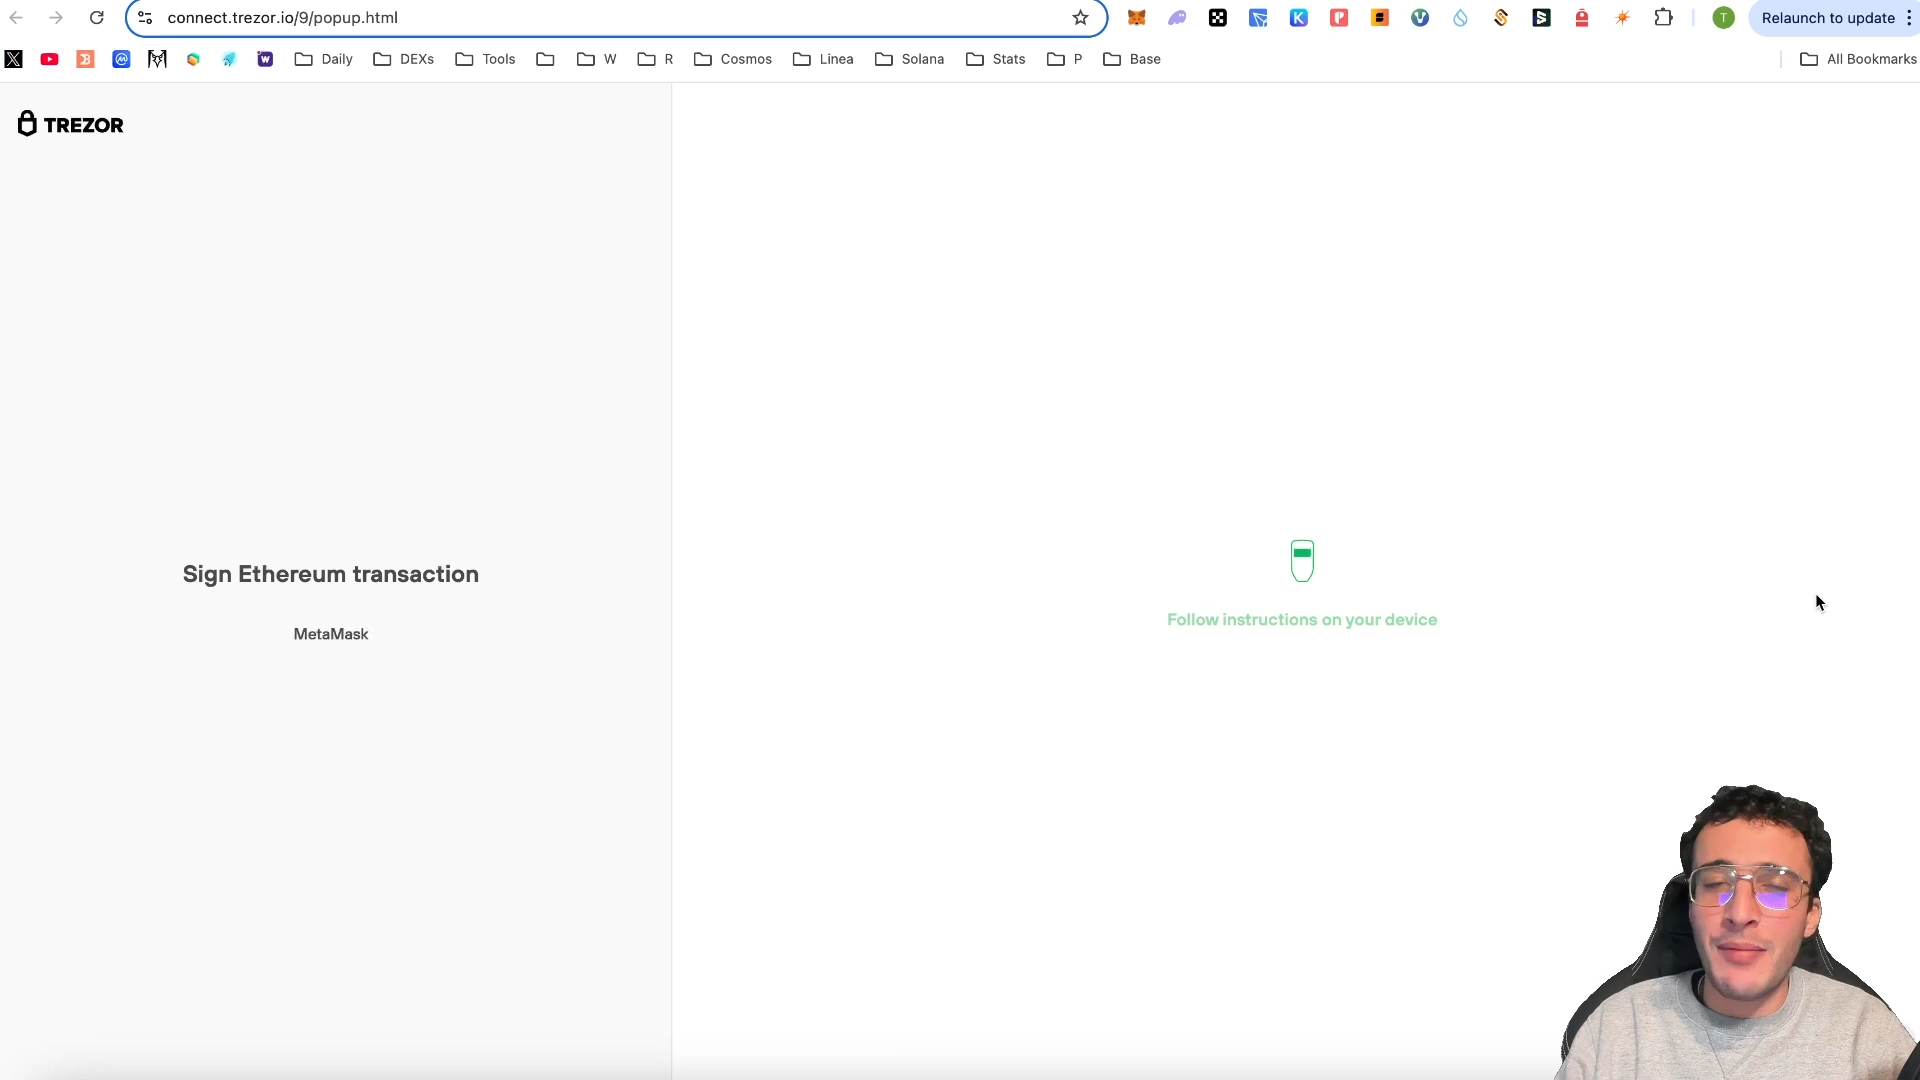 connect.trezor.io/9/popup.html
T
Relaunch to update
Daily
DEXs
Tools
W
R
Cosmos
Linea
Solana
Stats
P
Base
All Bookmarks
TREZOR
Sign Ethereum transaction
MetaMask
Follow instructions on your device